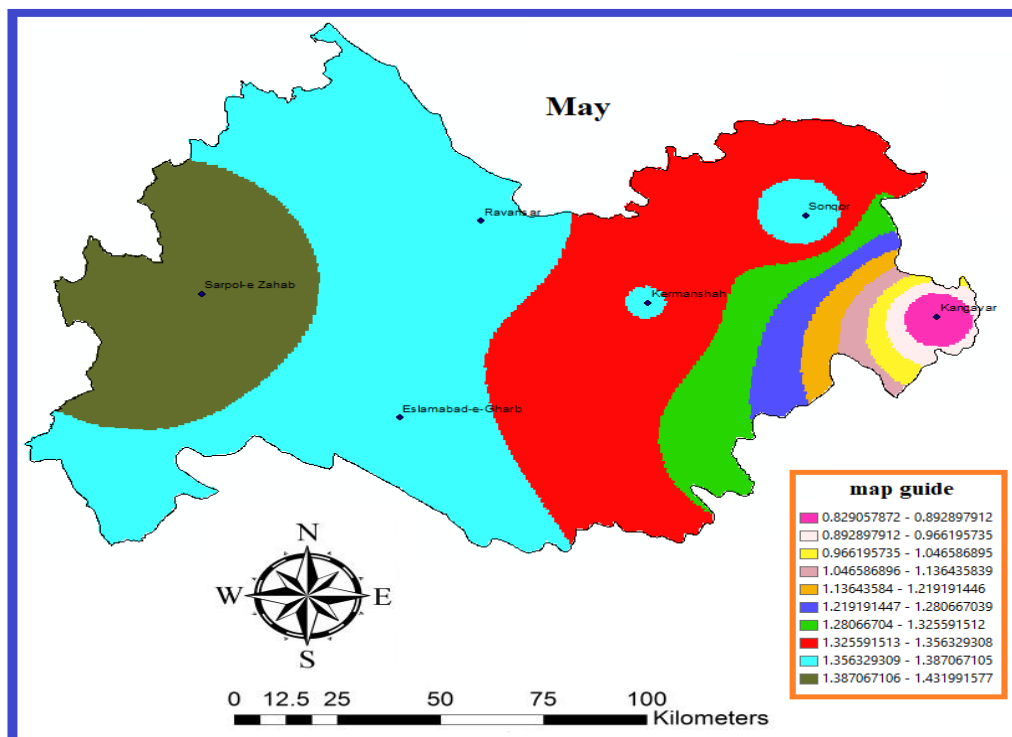 May
Sonqor
Ravansar
Sarpol-e Zahab
Kermanshah
Kangavar
Eslamabad-e-Gharb
map guide
0.829057872 - 0.892897912
0.892897912 - 0.966195735
0.966195735 - 1.046586895
1.046586896 - 1.136435839
1.13643584 - 1.219191446
1.219191447 - 1.280667039
1.28066704 - 1.325591512
1.325591513 - 1.356329308
1.356329309 - 1.387067105
1.387067106 - 1.431991577
N
W E
S
0 12.5 25 50 75 100
Kilometers